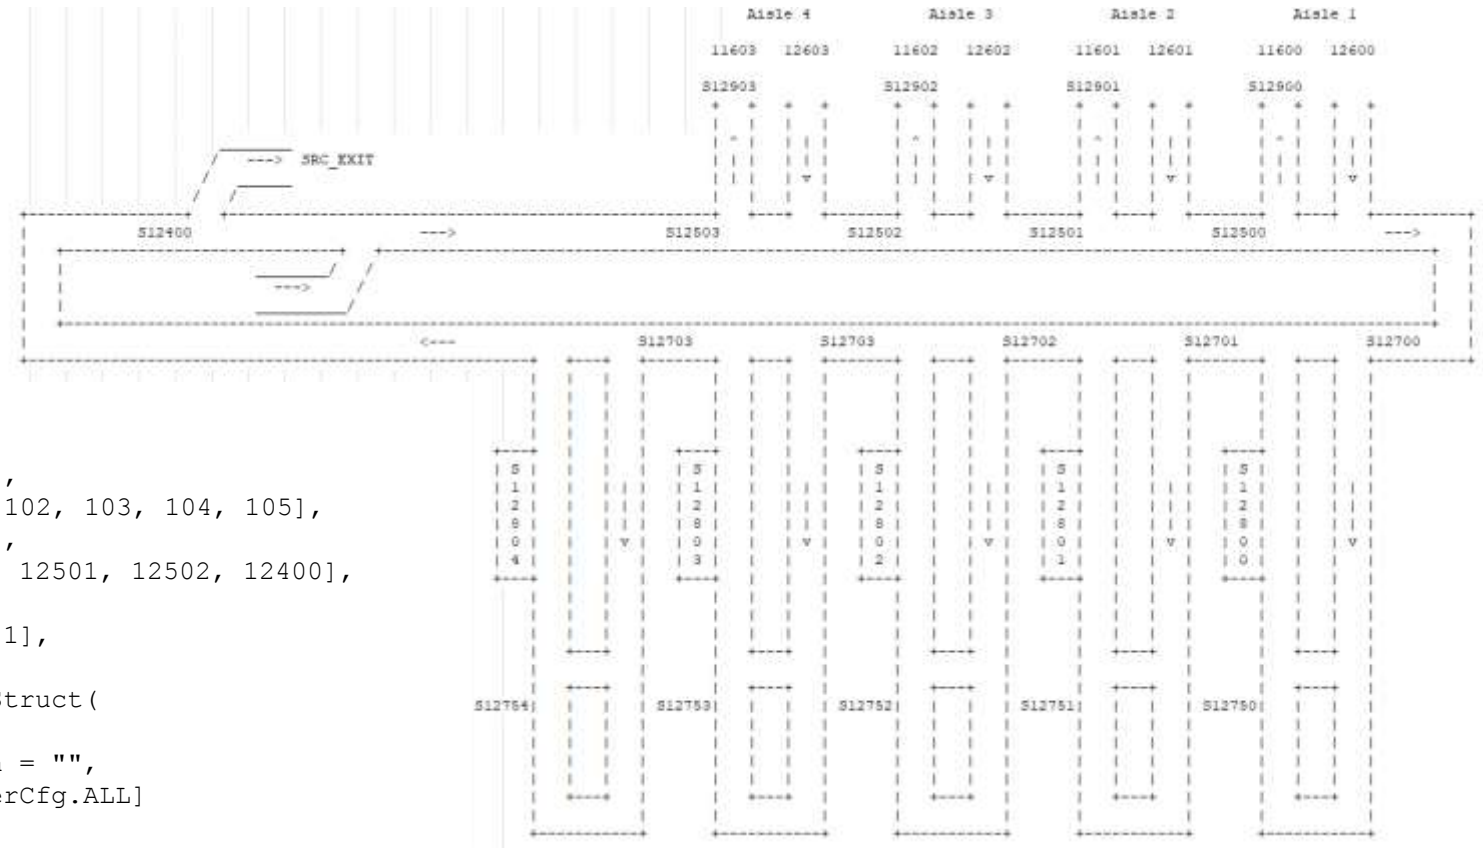 Aisle 4 Aisle 3 Aisle 2 Aisle 1
11603 12603 11602 12602 11601 12601 11600 12600
S12903 S12902 S12901 S12900
---> SRC_EXIT
S12400 ---> S12503 S12502 S12501 S12500 --->
--->
<--- S12703 S12703 S12702 S12701 S12700
,
102, 103, 104, 105],
,
12501, 12502, 12400],
1],
Struct(
= "",
erCfg.ALL]
S12804 S12803 S12802 S12801 S12800
S12754 S12753 S12752 S12751 S12750